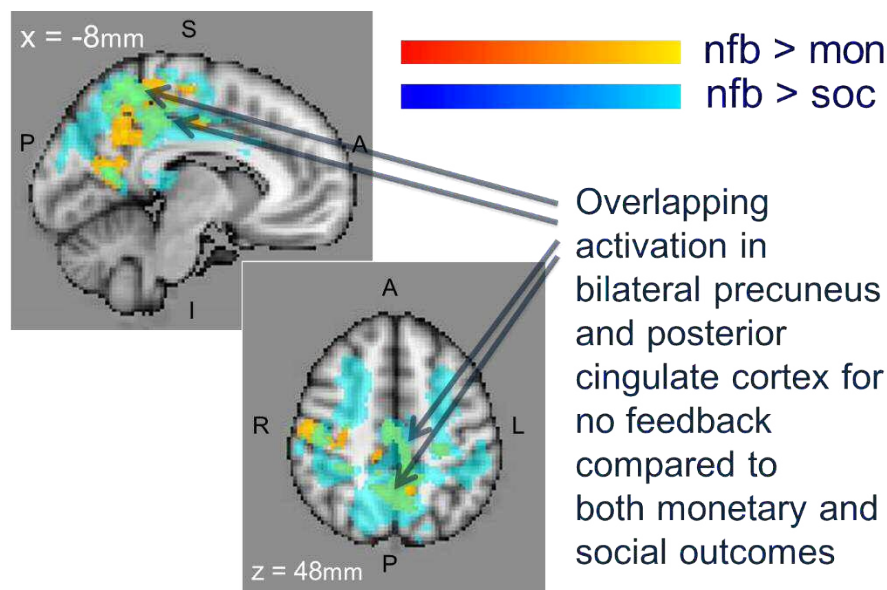 x = -8mm
S
P
A
I
nfb > mon
nfb > soc
Overlapping
activation in
bilateral precuneus
and posterior
cingulate cortex for
no feedback
compared to
both monetary and
social outcomes
A
R
L
P
z = 48mm